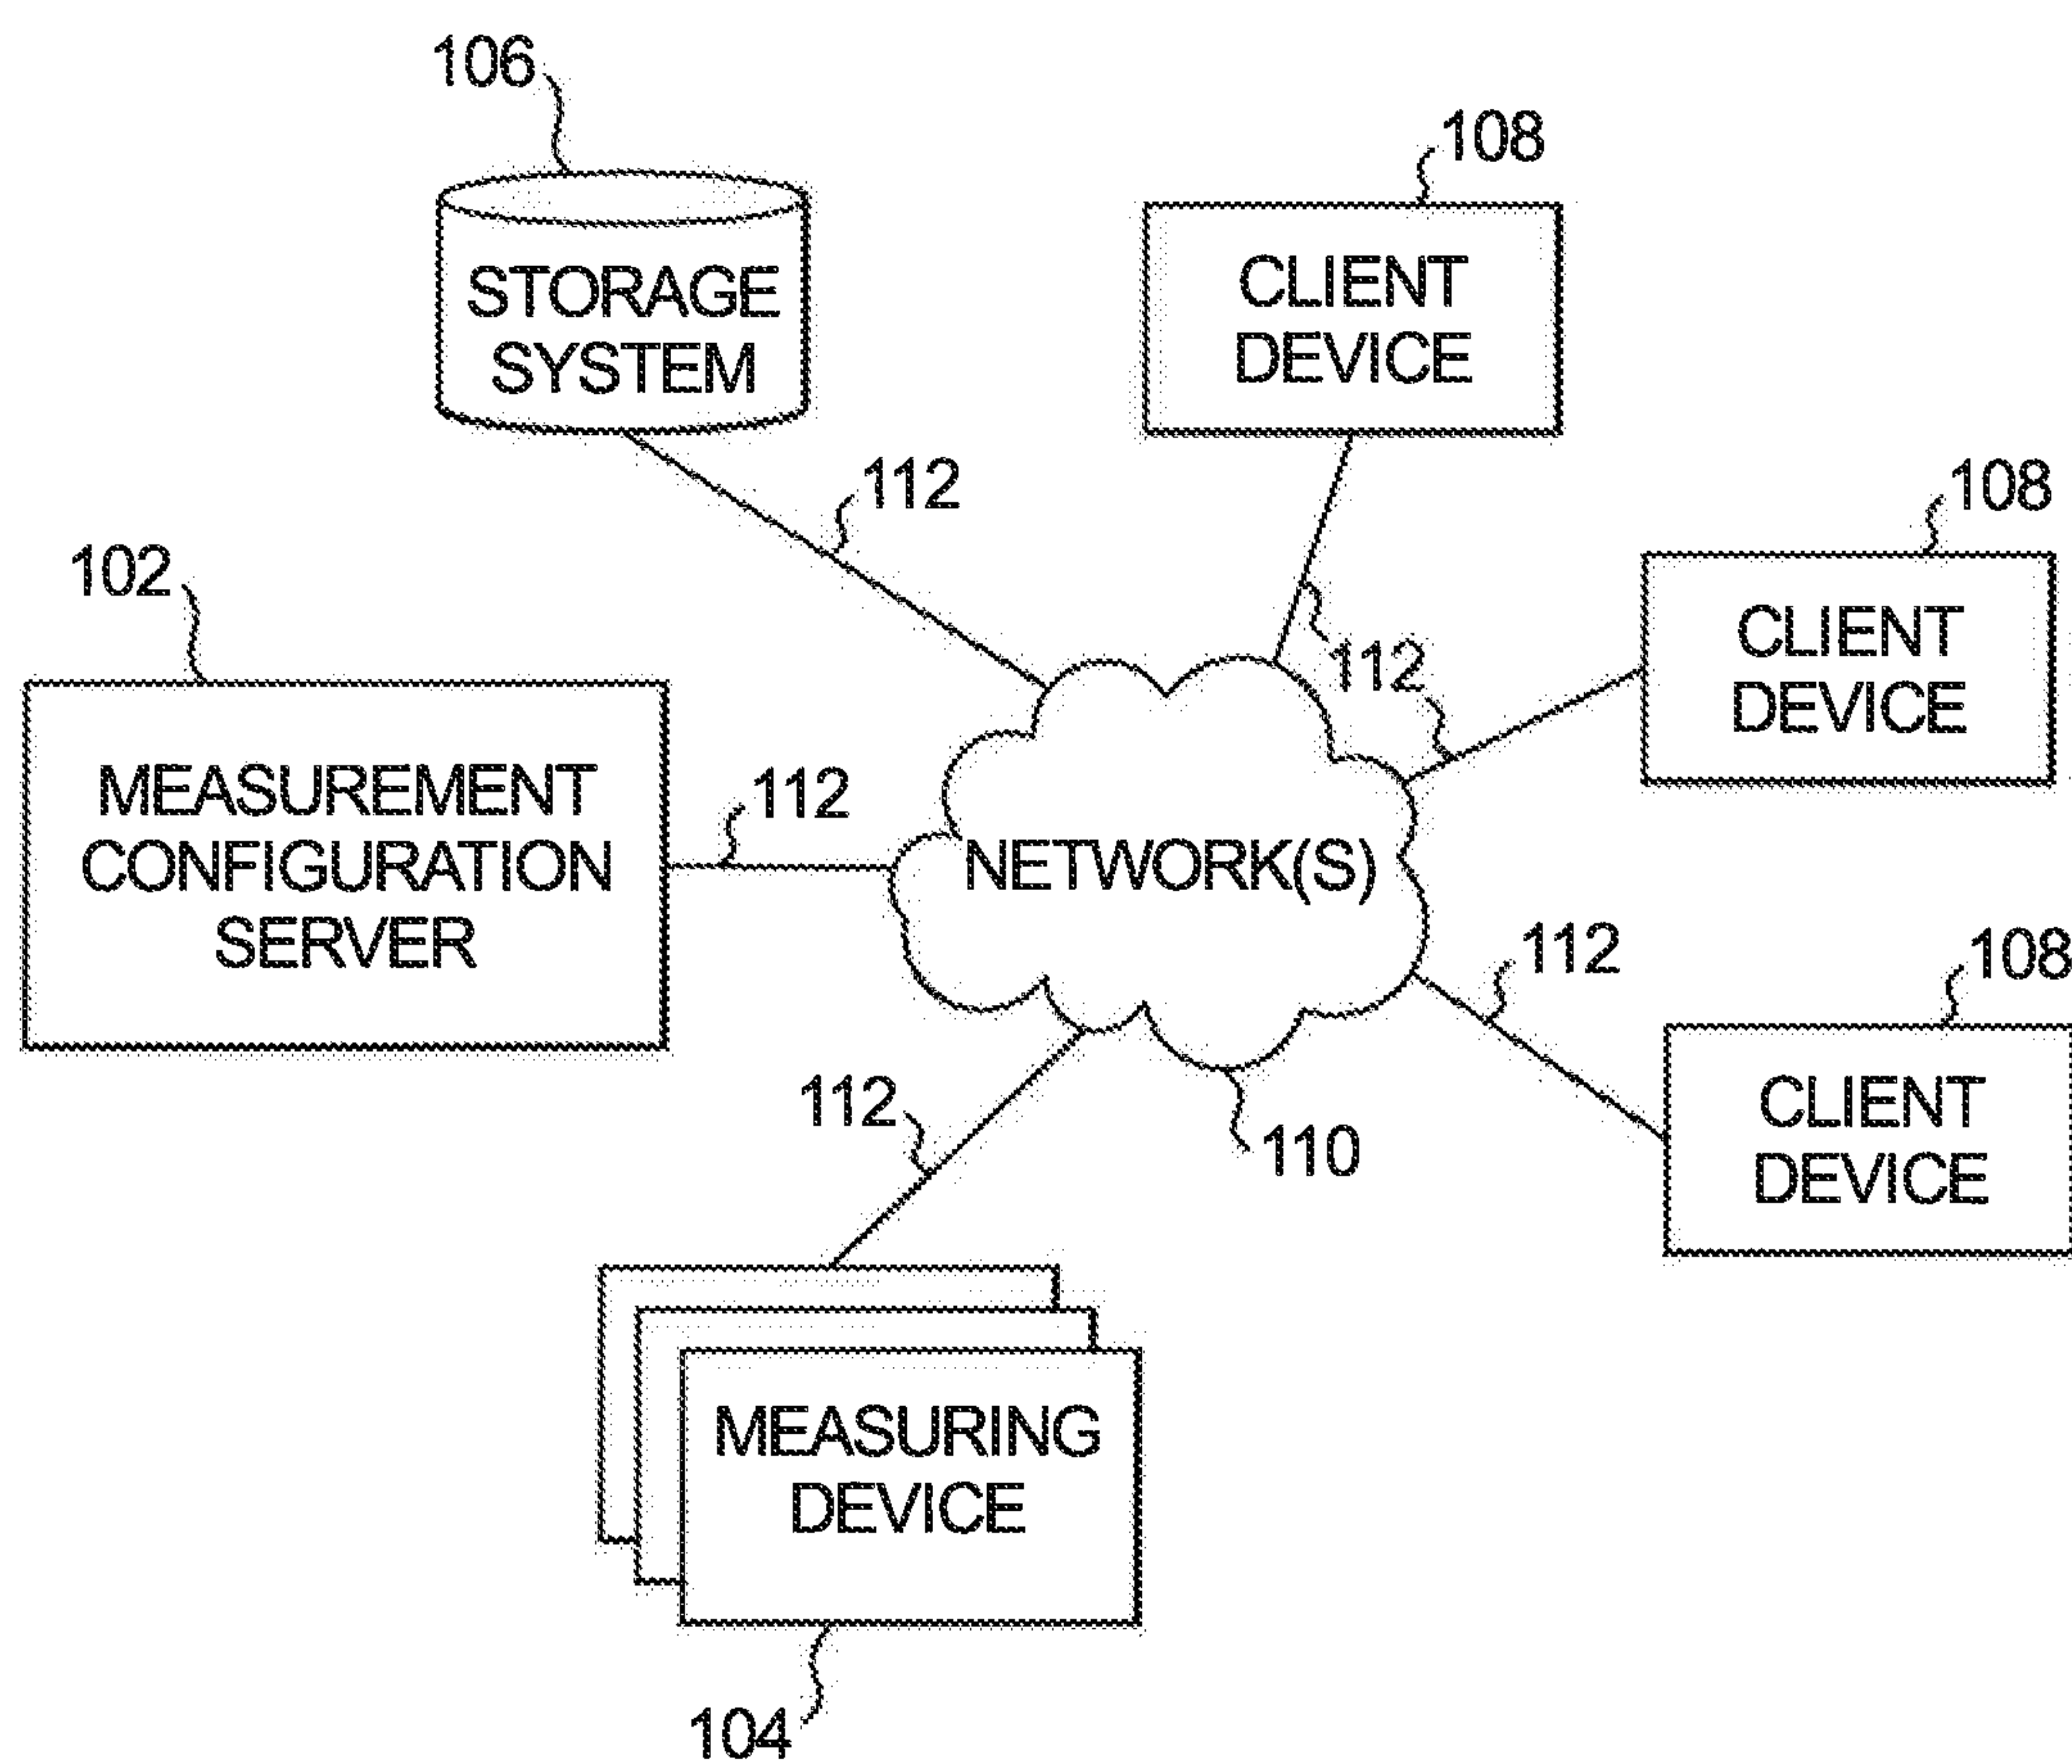 106
STORAGE
SYSTEM
108
CLIENT
DEVICE
112
108
CLIENT
DEVICE
102
MEASUREMENT
CONFIGURATION
SERVER
112
112
NETWORK(S)
112
108
CLIENT
DEVICE
112
110
MEASURING
DEVICE
104